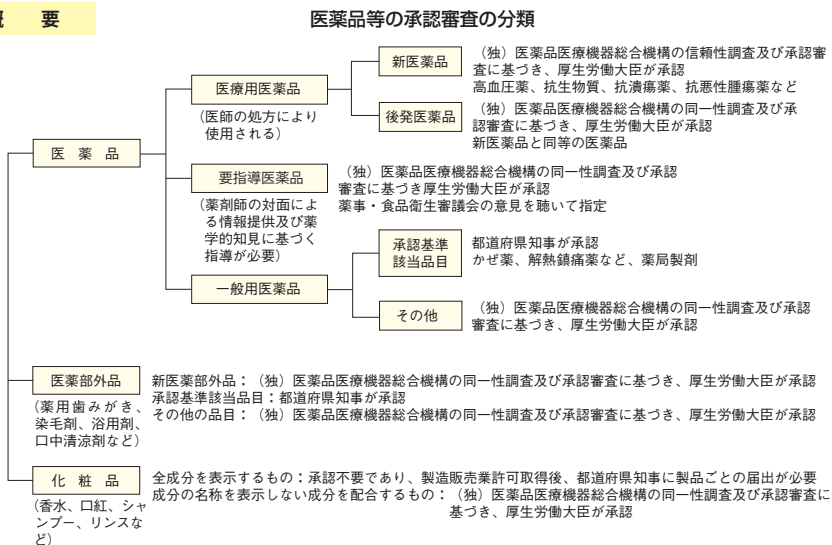 要
医薬品等の承認審査の分類
新医薬品
(独)医薬品医療機器総合機構の信頼性調査及び承認審
査に基づき、厚生労働大臣が承認
高血圧薬、抗生物質、抗潰瘍薬、抗悪性腫瘍薬など
医療用医薬品
(医師の処方により
使用される)
後発医薬品
(独)医薬品医療機器総合機構の同一性調査及び承
認審査に基づき、厚生労働大臣が承認
新医薬品と同等の医薬品
医薬品
要指導医薬品
(薬剤師の対面によ
る情報提供及び薬
学的知見に基づく
指導が必要)
(独)医薬品医療機器総合機構の同一性調査及び承認
審査に基づき厚生労働大臣が承認
薬事・食品衛生審議会の意見を聴いて指定
承認基準
該当品目
都道府県知事が承認
かぜ薬、解熱鎮痛薬など、薬局製剤
一般用医薬品
その他
(独)医薬品医療機器総合機構の同一性調査及び承認
審査に基づき、厚生労働大臣が承認
医薬部外品
(薬用歯みがき、
染毛剤、浴用剤、
口中清涼剤など)
新医薬部外品:(独)医薬品医療機器総合機構の同一性調査及び承認審査に基づき、厚生労働大臣が承認
承認基準該当品目:都道府県知事が承認
その他の品目:(独)医薬品医療機器総合機構の同一性調査及び承認審査に基づき、厚生労働大臣が承認
化粧品
(香水、口紅、シャ
ンプー、リンスな
ど)
全成分を表示するもの:承認不要であり、製造販売業許可取得後、都道府県知事に製品ごとの届出が必要
成分の名称を表示しない成分を配合するもの:(独)医薬品医療機器総合機構の同一性調査及び承認審査に
基づき、厚生労働大臣が承認